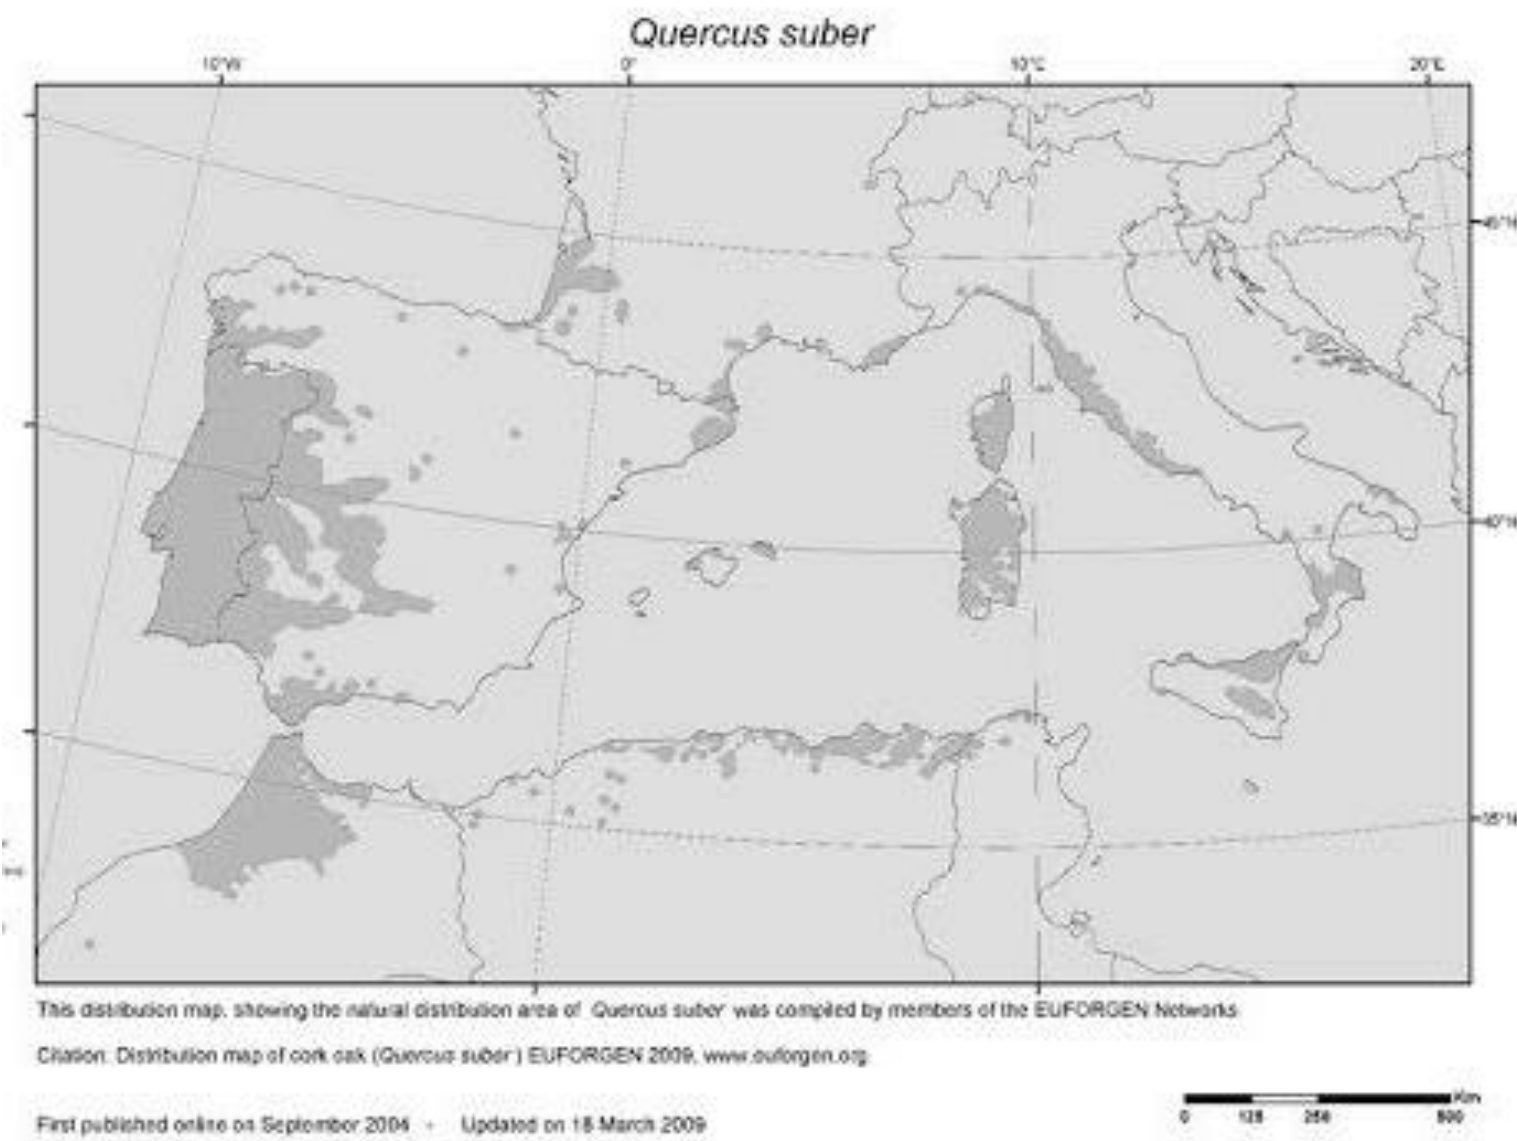 Quercus suber
10°W 0° 10°E 20°E
45°N
40°N
35°N
This distribution map, showing the natural distribution area of Quercus suber was compiled by members of the EUFORGEN Networks
Citation: Distribution map of cork oak (Quercus suber) EUFORGEN 2009, www.euforgen.org
Km
0 125 250 500
First published online on September 2004 - Updated on 18 March 2009